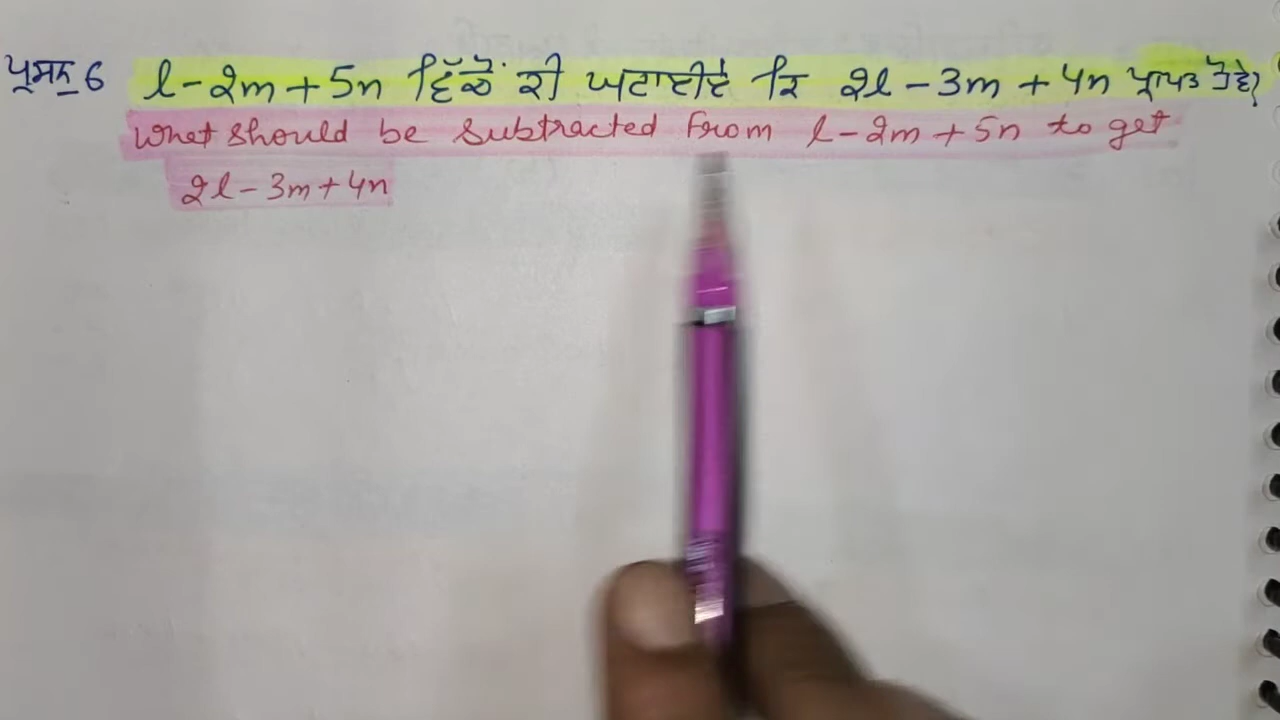 ਪ੍ਰਸਨ 6 l - 2m + 5n ਵਿੱਚੋਂ ਕੀ ਘਟਾਈਏ ਕਿ 2l - 3m + 4n ਪ੍ਰਾਪਤ ਹੋਵੇ?
What should be subtracted from l - 2m + 5n to get
2l - 3m + 4n